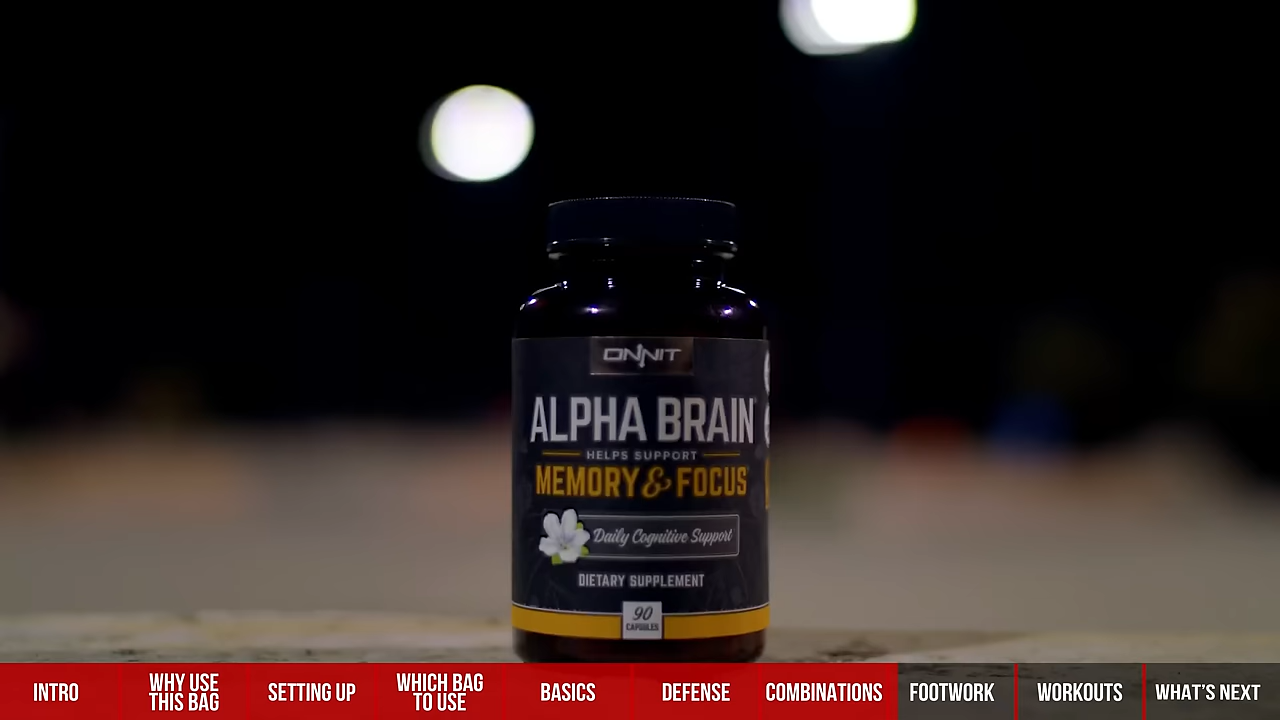 ONNIT
ALPHA BRAIN
HELPS SUPPORT
MEMORY & FOCUS
Daily Cognitive Support
DIETARY SUPPLEMENT
90
CAPSULES
INTRO
WHY USE
THIS BAG
SETTING UP
WHICH BAG
TO USE
BASICS
DEFENSE
COMBINATIONS
FOOTWORK
WORKOUTS
WHAT'S NEXT